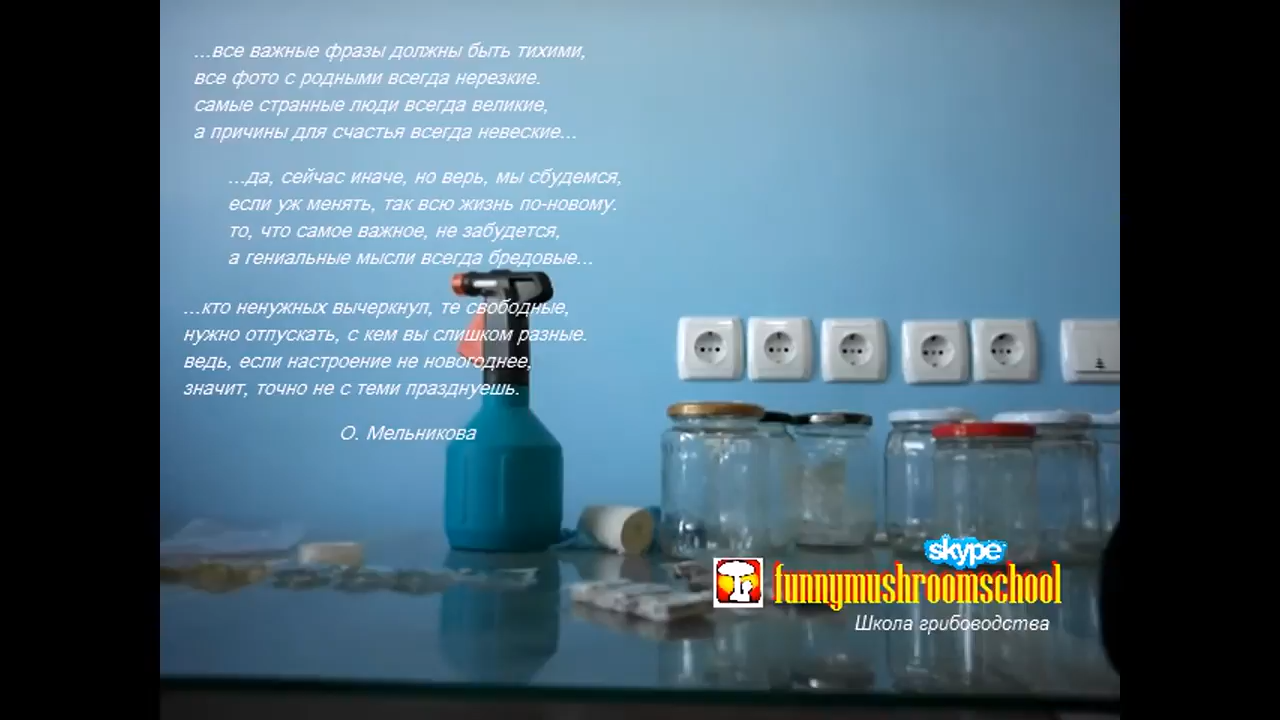 ...все важные фразы должны быть тихими,
все фото с родными всегда нерезкие.
самые странные люди всегда великие,
а причины для счастья всегда невеские...
...да, сейчас иначе, но верь, мы сбудемся,
если уж менять, так всю жизнь по-новому.
то, что самое важное, не забудется,
а гениальные мысли всегда бредовые...
...кто ненужных вычеркнул, те свободные,
нужно отпускать, с кем вы слишком разные.
ведь, если настроение не новогоднее,
значит, точно не с теми празднуешь.
О. Мельникова
skype
funnymushroomschool
Школа грибоводства